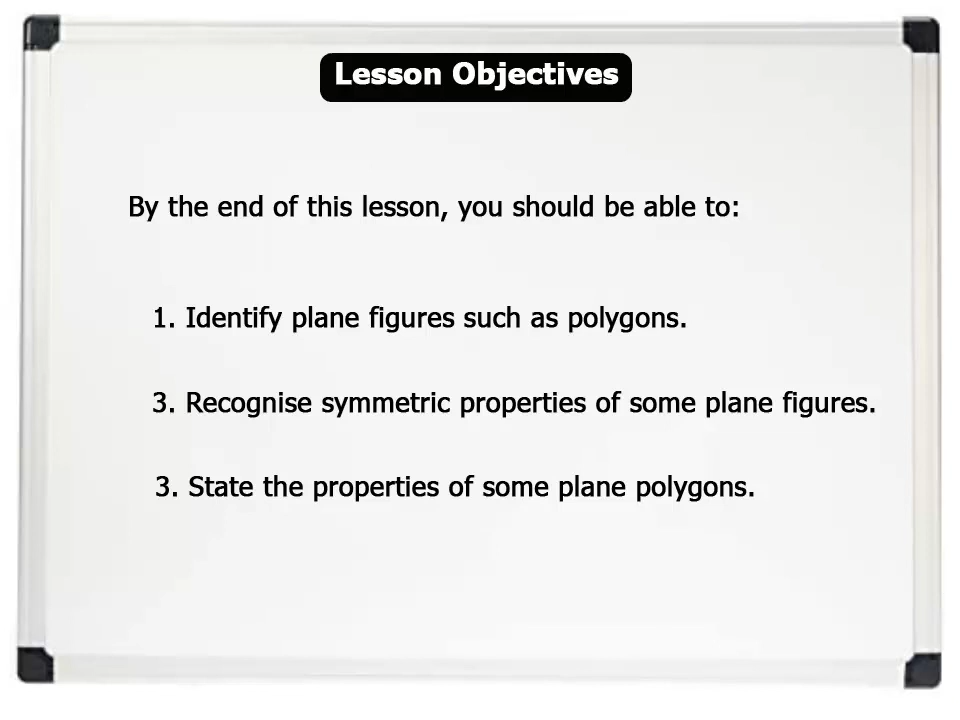 Lesson Objectives
By the end of this lesson, you should be able to:
1. Identify plane figures such as polygons.
3. Recognise symmetric properties of some plane figures.
3. State the properties of some plane polygons.